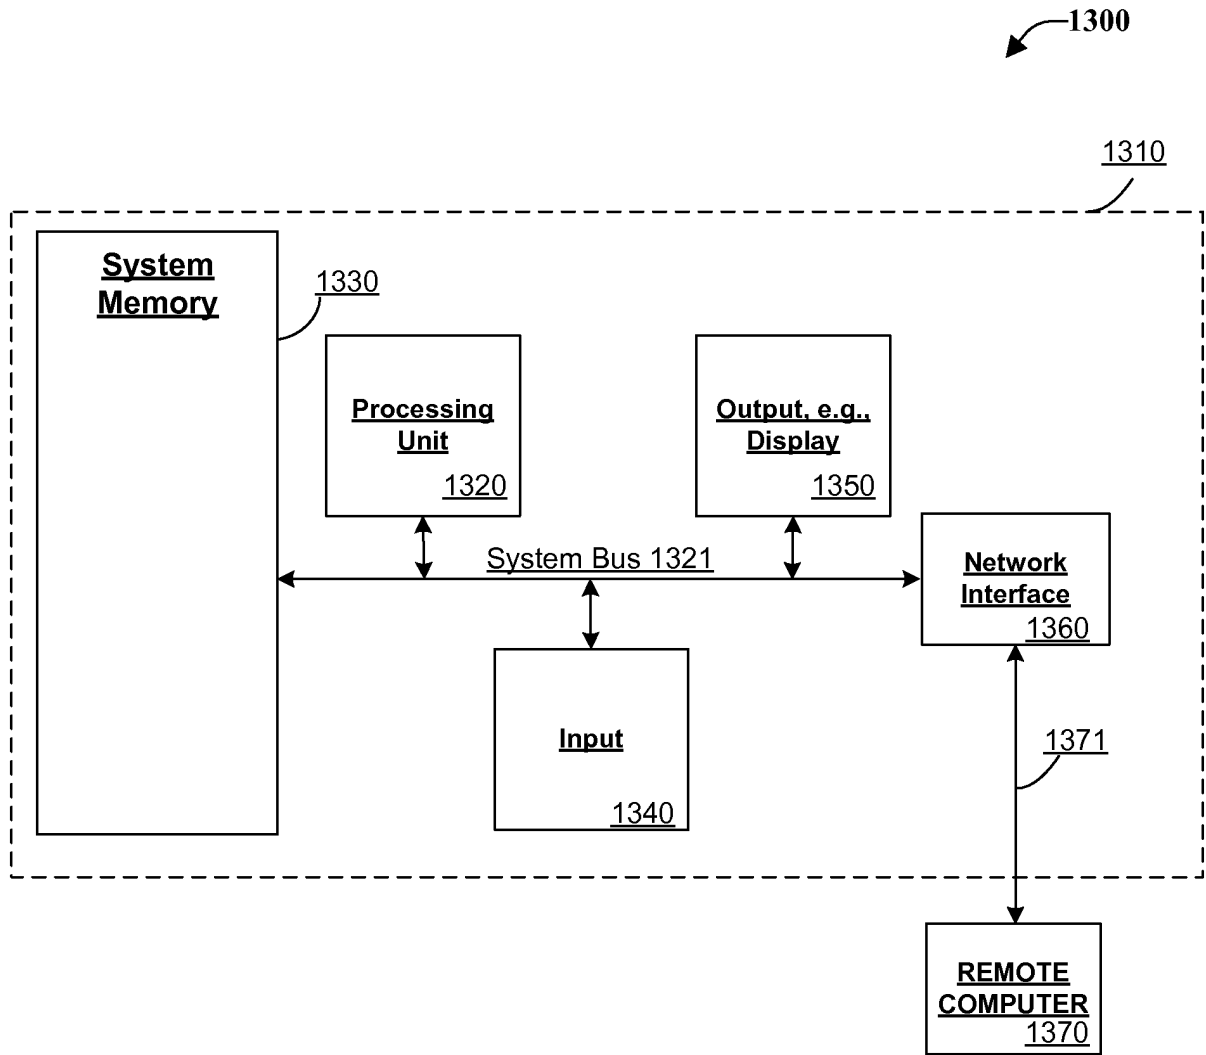 1300
1310
System
Memory
1330
Processing
Unit
1320
Output, e.g.,
Display
1350
System Bus 1321
Network
Interface
1360
Input
1340
1371
REMOTE
COMPUTER
1370